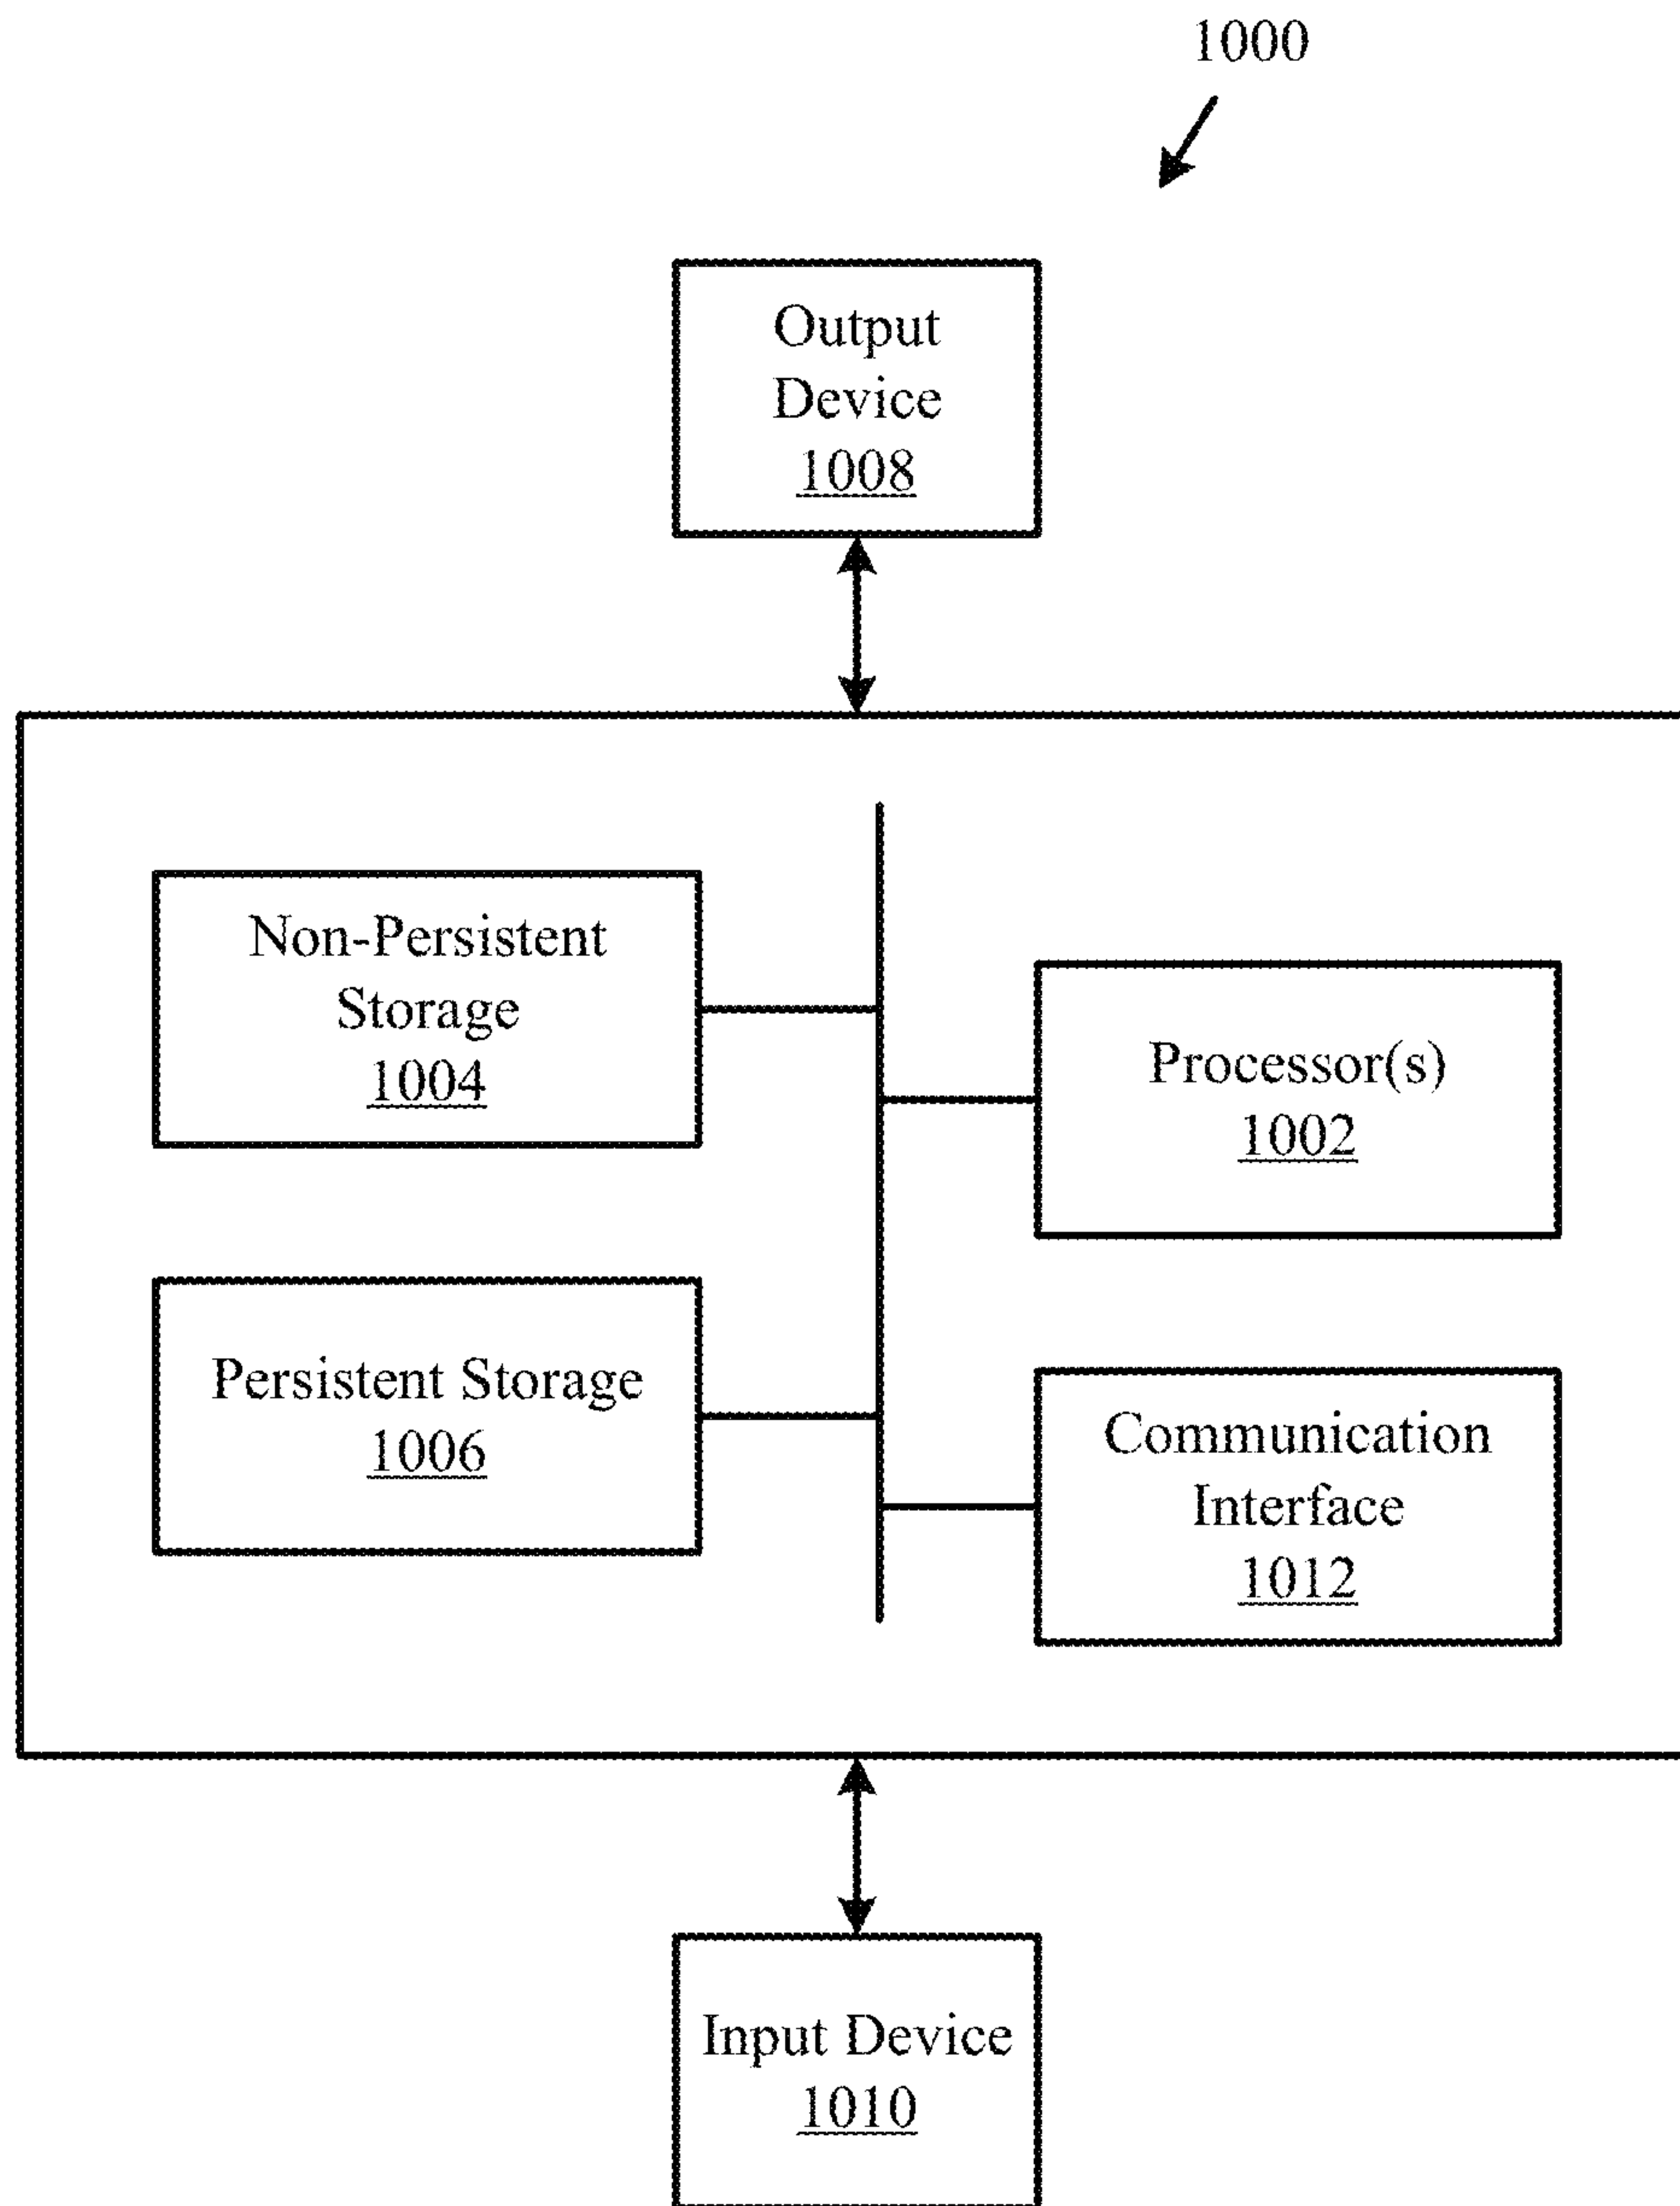 1000
Output
Device
1008
Non-Persistent
Storage
1004
Processor(s)
1002
Persistent Storage
1006
Communication
Interface
1012
Input Device
1010